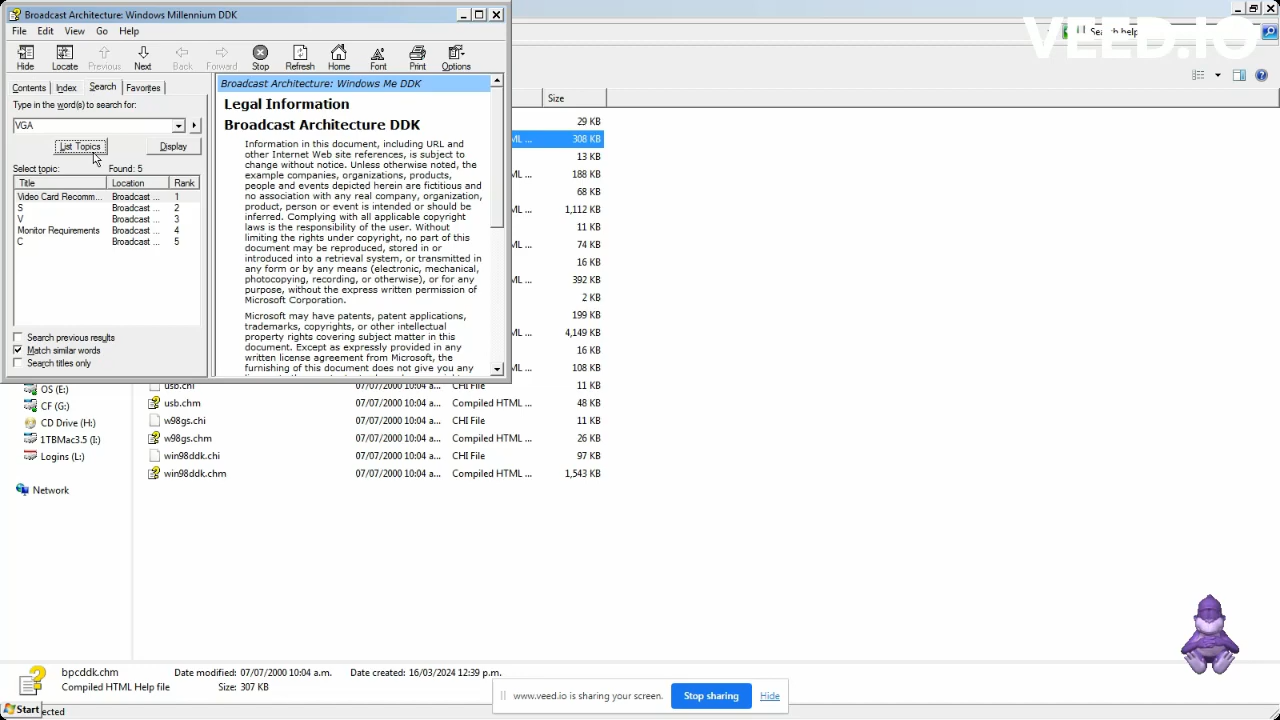 Broadcast Architecture: Windows Millennium DDK
File Edit View Go Help
Hide Locate Previous Next Back Forward Stop Refresh Home Font Print Options
Contents Index Search Favorites
Type in the word(s) to search for:
VGA
List Topics Display
Select topic: Found: 5
Title Location Rank
Video Card Recomm... Broadcast ... 1
S Broadcast ... 2
V Broadcast ... 3
Monitor Requirements Broadcast ... 4
C Broadcast ... 5
Search previous results
Match similar words
Search titles only
Broadcast Architecture: Windows Me DDK
Legal Information
Broadcast Architecture DDK
Information in this document, including URL and
other Internet Web site references, is subject to
change without notice. Unless otherwise noted, the
example companies, organizations, products,
people and events depicted herein are fictitious and
no association with any real company, organization,
product, person or event is intended or should be
inferred. Complying with all applicable copyright
laws is the responsibility of the user. Without
limiting the rights under copyright, no part of this
document may be reproduced, stored in or
introduced into a retrieval system, or transmitted in
any form or by any means (electronic, mechanical,
photocopying, recording, or otherwise), or for any
purpose, without the express written permission of
Microsoft Corporation.
Microsoft may have patents, patent applications,
trademarks, copyrights, or other intellectual
property rights covering subject matter in this
document. Except as expressly provided in any
written license agreement from Microsoft, the
furnishing of this document does not give you any
VEED.IO
Search help
Size
29 KB
ML ... 308 KB
13 KB
ML ... 188 KB
68 KB
ML ... 1,112 KB
11 KB
ML ... 74 KB
16 KB
ML ... 392 KB
2 KB
199 KB
ML ... 4,149 KB
16 KB
ML ... 108 KB
usb.chi 07/07/2000 10:04 a... CHI File 11 KB
usb.chm 07/07/2000 10:04 a... Compiled HTML ... 48 KB
w98gs.chi 07/07/2000 10:04 a... CHI File 11 KB
w98gs.chm 07/07/2000 10:04 a... Compiled HTML ... 26 KB
win98ddk.chi 07/07/2000 10:04 a... CHI File 97 KB
win98ddk.chm 07/07/2000 10:04 a... Compiled HTML ... 1,543 KB
OS (E:)
CF (G:)
CD Drive (H:)
1TBMac3.5 (I:)
Logins (L:)
Network
bpcddk.chm Date modified: 07/07/2000 10:04 a.m. Date created: 16/03/2024 12:39 p.m.
Compiled HTML Help file Size: 307 KB
www.veed.io is sharing your screen. Stop sharing Hide
Start ected